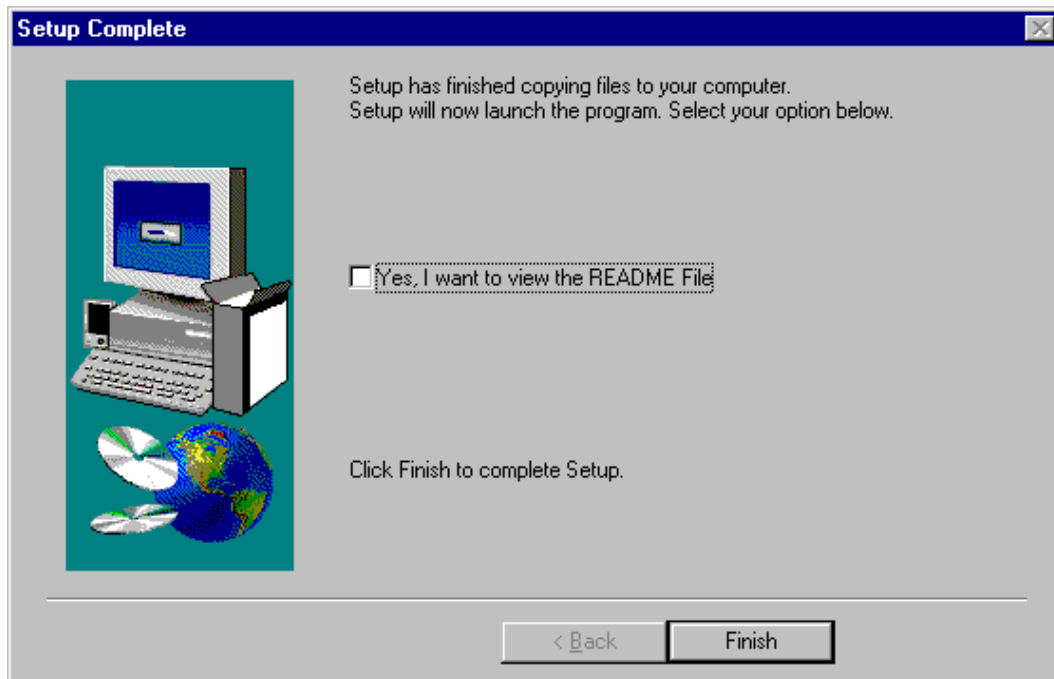 Setup Complete
Setup has finished copying files to your computer.
Setup will now launch the program. Select your option below.
Yes, I want to view the README File
Click Finish to complete Setup.
< Back
Finish